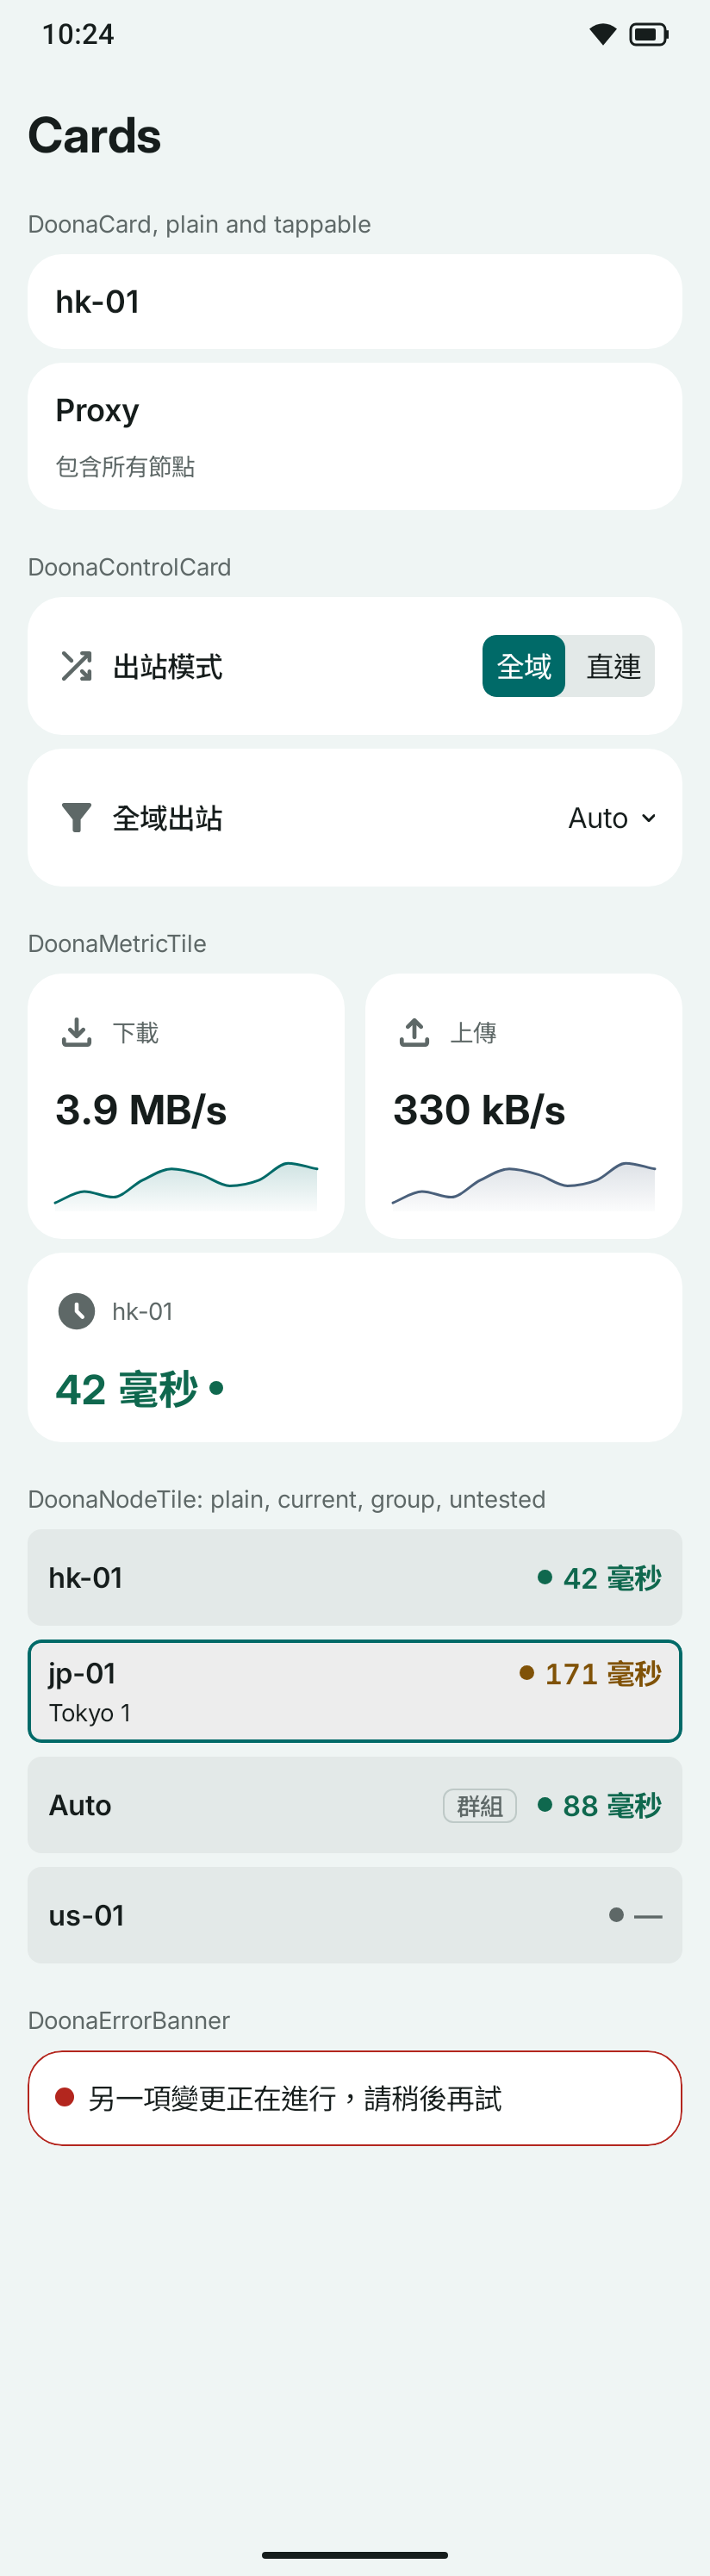 10:24
Cards
DoonaCard, plain and tappable
hk-01
Proxy
包含所有節點
DoonaControlCard
出站模式 全域 直連
全域出站 Auto
DoonaMetricTile
下載
3.9 MB/s
上傳
330 kB/s
hk-01
42 毫秒
DoonaNodeTile: plain, current, group, untested
hk-01 42 毫秒
jp-01 171 毫秒
Tokyo 1
Auto 群組 88 毫秒
us-01 —
DoonaErrorBanner
另一項變更正在進行，請稍後再試